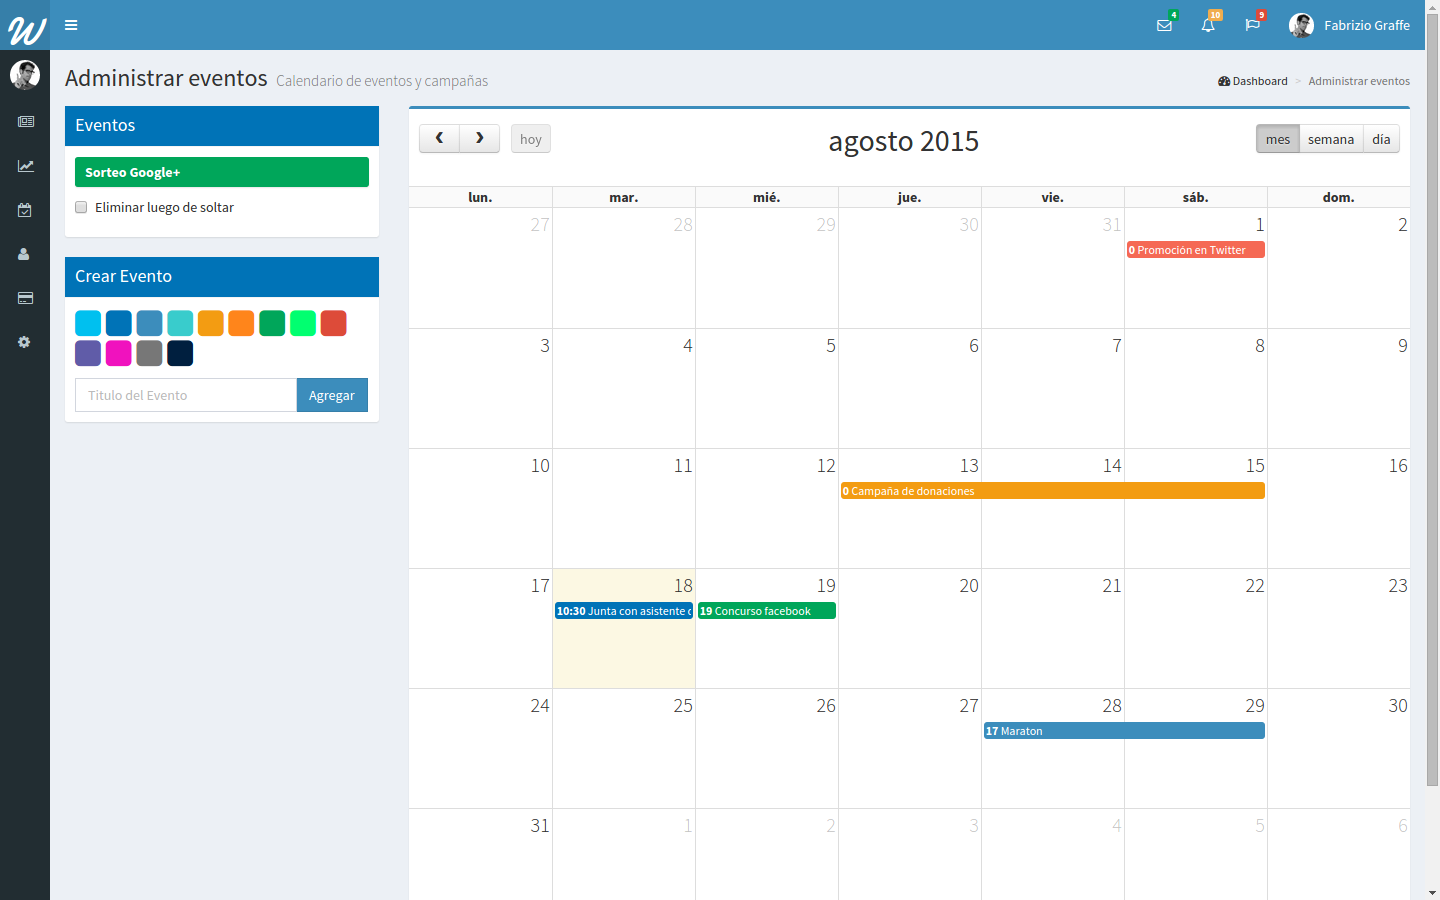 W
4
10
9
Fabrizio Graffe
Administrar eventos Calendario de eventos y campañas
Dashboard > Administrar eventos
Eventos
Sorteo Google+
Eliminar luego de soltar
Crear Evento
Titulo del Evento
Agregar
hoy
agosto 2015
mes semana día
lun. mar. mié. jue. vie. sáb. dom.
27 28 29 30 31 1 2
0 Promoción en Twitter
3 4 5 6 7 8 9
10 11 12 13 14 15 16
0 Campaña de donaciones
17 18 19 20 21 22 23
10:30 Junta con asistente
19 Concurso facebook
24 25 26 27 28 29 30
17 Maraton
31 1 2 3 4 5 6